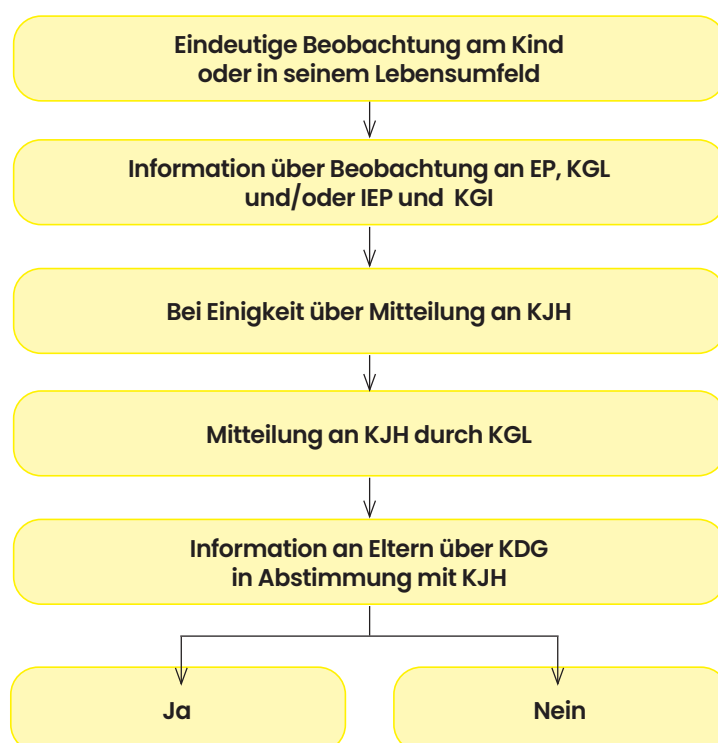 Eindeutige Beobachtung am Kind
oder in seinem Lebensumfeld
Information über Beobachtung an EP, KGL
und/oder IEP und KGI
Bei Einigkeit über Mitteilung an KJH
Mitteilung an KJH durch KGL
Information an Eltern über KDG
in Abstimmung mit KJH
Ja
Nein